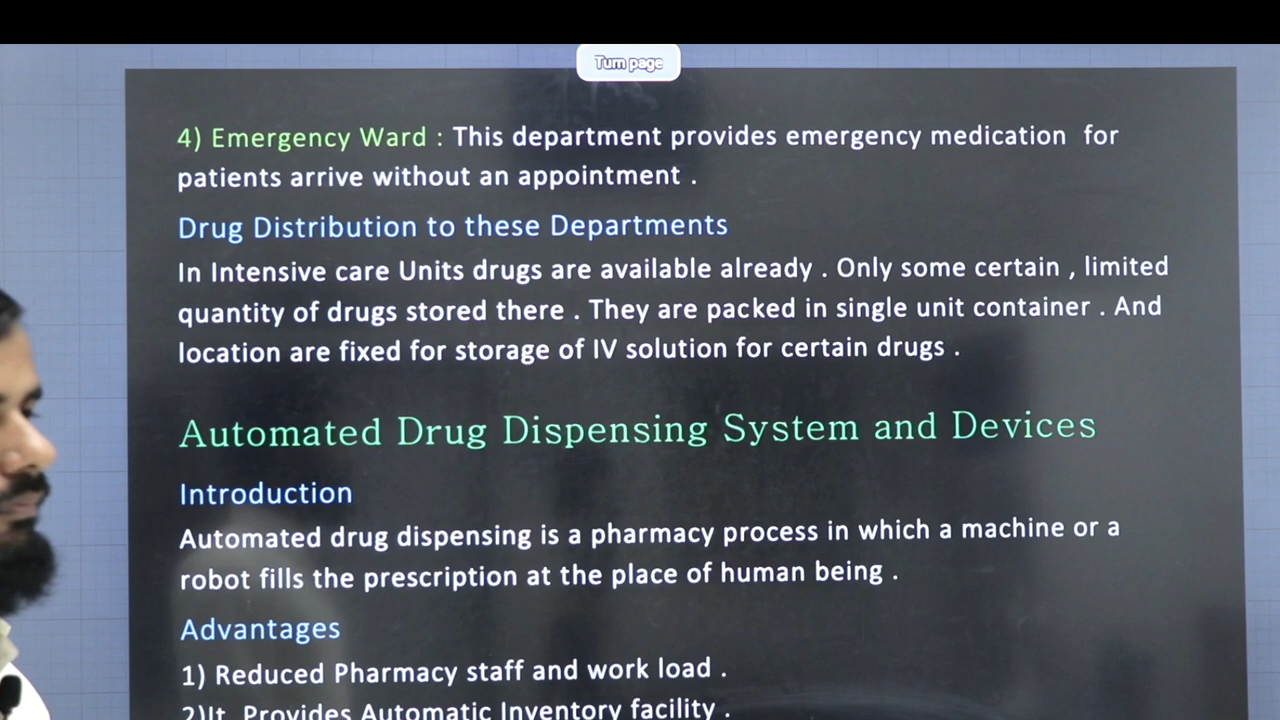 Turn page
4) Emergency Ward : This department provides emergency medication for
patients arrive without an appointment .
Drug Distribution to these Departments
In Intensive care Units drugs are available already . Only some certain , limited
quantity of drugs stored there . They are packed in single unit container . And
location are fixed for storage of IV solution for certain drugs .
Automated Drug Dispensing System and Devices
Introduction
Automated drug dispensing is a pharmacy process in which a machine or a
robot fills the prescription at the place of human being .
Advantages
1) Reduced Pharmacy staff and work load .
2)It Provides Automatic Inventory facility .